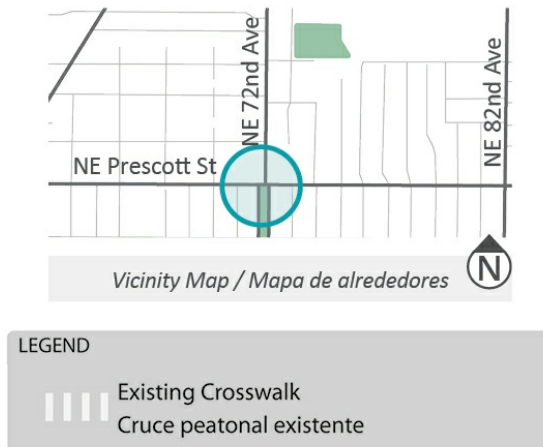 NE 72nd Ave
NE 82nd Ave
NE Prescott St
Vicinity Map / Mapa de alrededores
N
LEGEND
Existing Crosswalk
Cruce peatonal existente